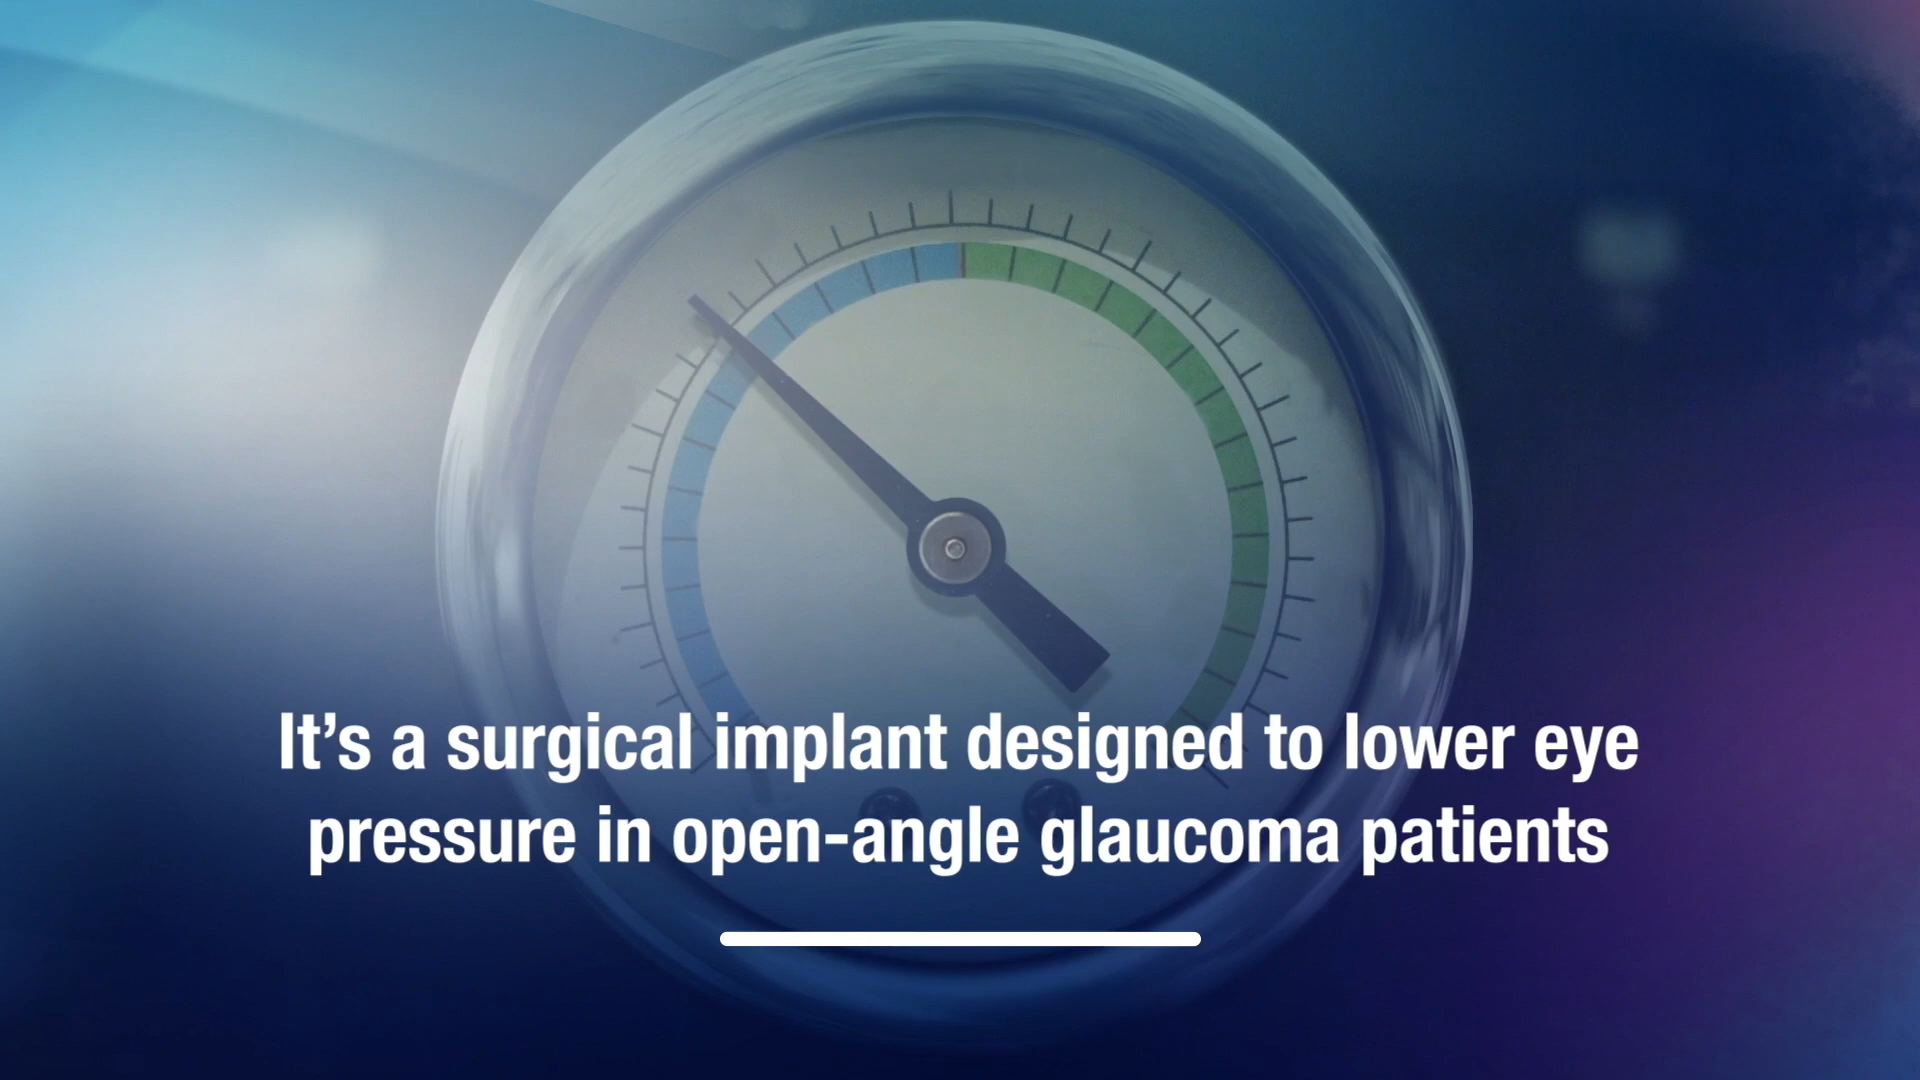 It’s a surgical implant designed to lower eye
pressure in open-angle glaucoma patients